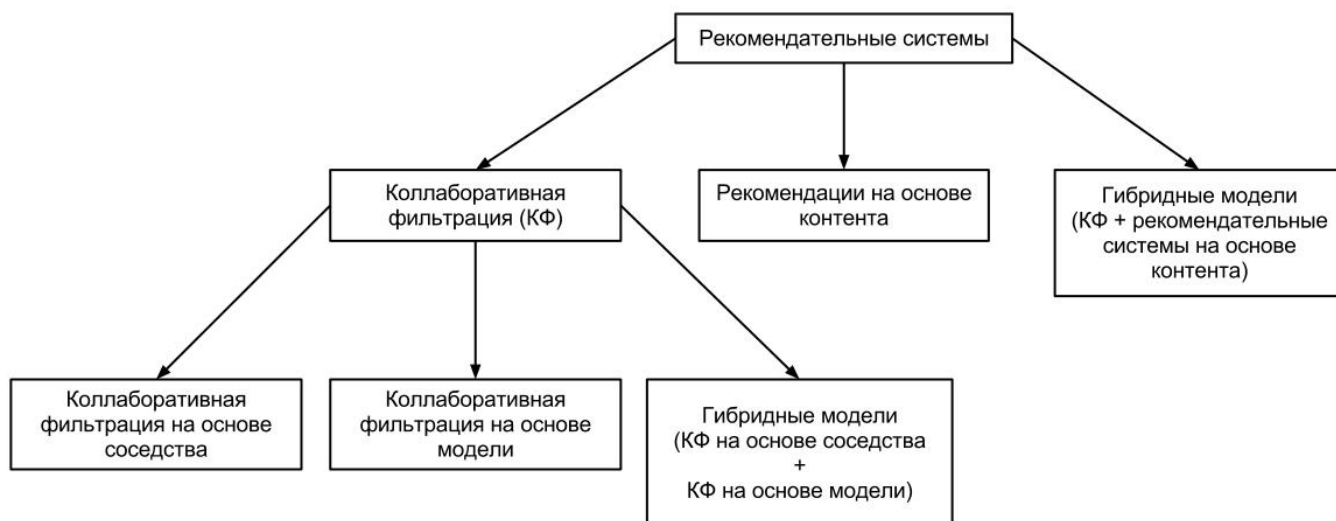 Рекомендательные системы
Коллаборативная
фильтрация (КФ)
Рекомендации на основе
контента
Гибридные модели
(КФ + рекомендательные
системы на основе
контента)
Коллаборативная
фильтрация на основе
соседства
Коллаборативная
фильтрация на основе
модели
Гибридные модели
(КФ на основе соседства
+
КФ на основе модели)